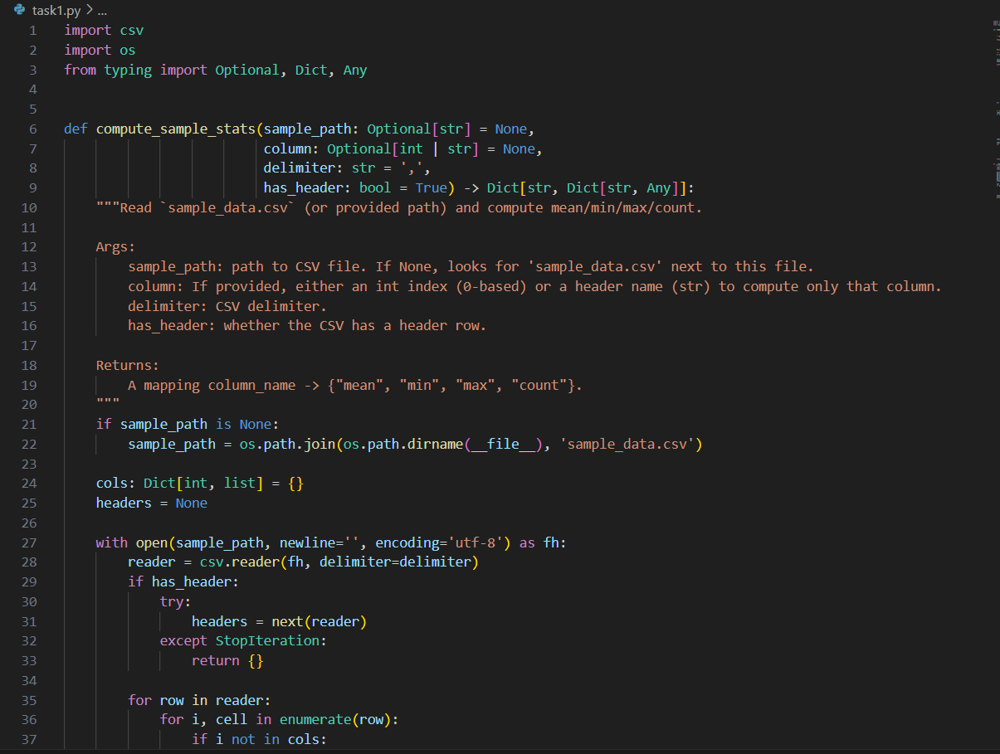 task1.py > ...
1 import csv
2 import os
3 from typing import Optional, Dict, Any
4
5
6 def compute_sample_stats(sample_path: Optional[str] = None,
7                          column: Optional[int | str] = None,
8                          delimiter: str = ',',
9                          has_header: bool = True) -> Dict[str, Dict[str, Any]]:
10     """Read `sample_data.csv` (or provided path) and compute mean/min/max/count.
11
12     Args:
13         sample_path: path to CSV file. If None, looks for 'sample_data.csv' next to this file.
14         column: If provided, either an int index (0-based) or a header name (str) to compute only that column.
15         delimiter: CSV delimiter.
16         has_header: whether the CSV has a header row.
17
18     Returns:
19         A mapping column_name -> {"mean", "min", "max", "count"}.
20     """
21     if sample_path is None:
22         sample_path = os.path.join(os.path.dirname(__file__), 'sample_data.csv')
23
24     cols: Dict[int, list] = {}
25     headers = None
26
27     with open(sample_path, newline='', encoding='utf-8') as fh:
28         reader = csv.reader(fh, delimiter=delimiter)
29         if has_header:
30             try:
31                 headers = next(reader)
32             except StopIteration:
33                 return {}
34
35         for row in reader:
36             for i, cell in enumerate(row):
37                 if i not in cols: